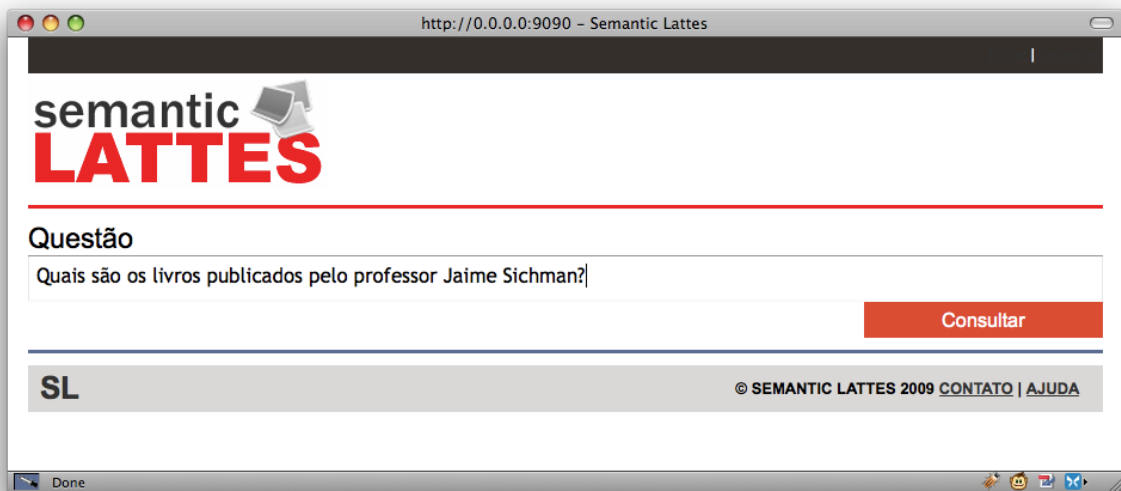 http://0.0.0.0:9090 – Semantic Lattes
|
semantic
LATTES
Questão
Quais são os livros publicados pelo professor Jaime Sichman?
Consultar
SL
© SEMANTIC LATTES 2009 CONTATO | AJUDA
Done